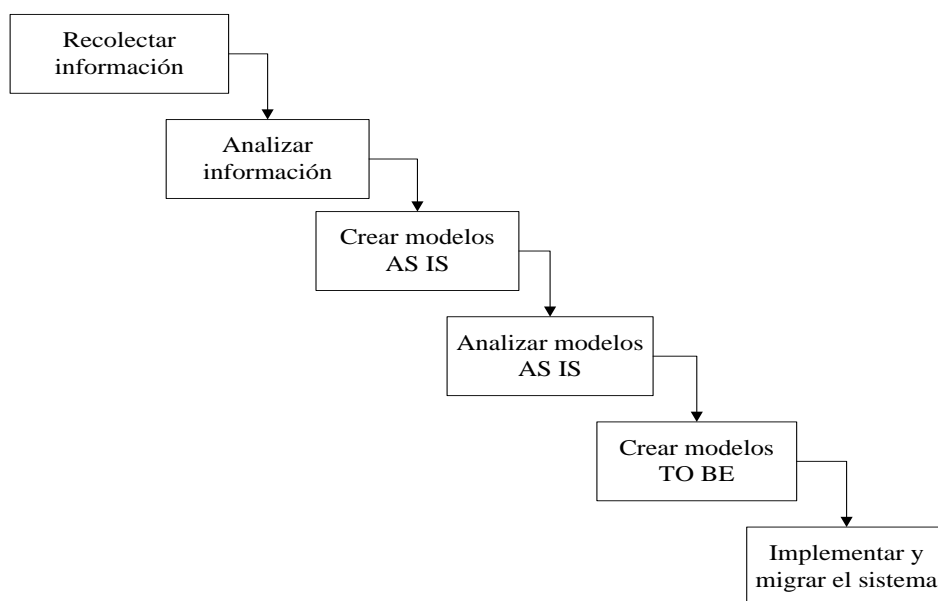 Recolectar
información
Analizar
información
Crear modelos
AS IS
Analizar modelos
AS IS
Crear modelos
TO BE
Implementar y
migrar el sistema